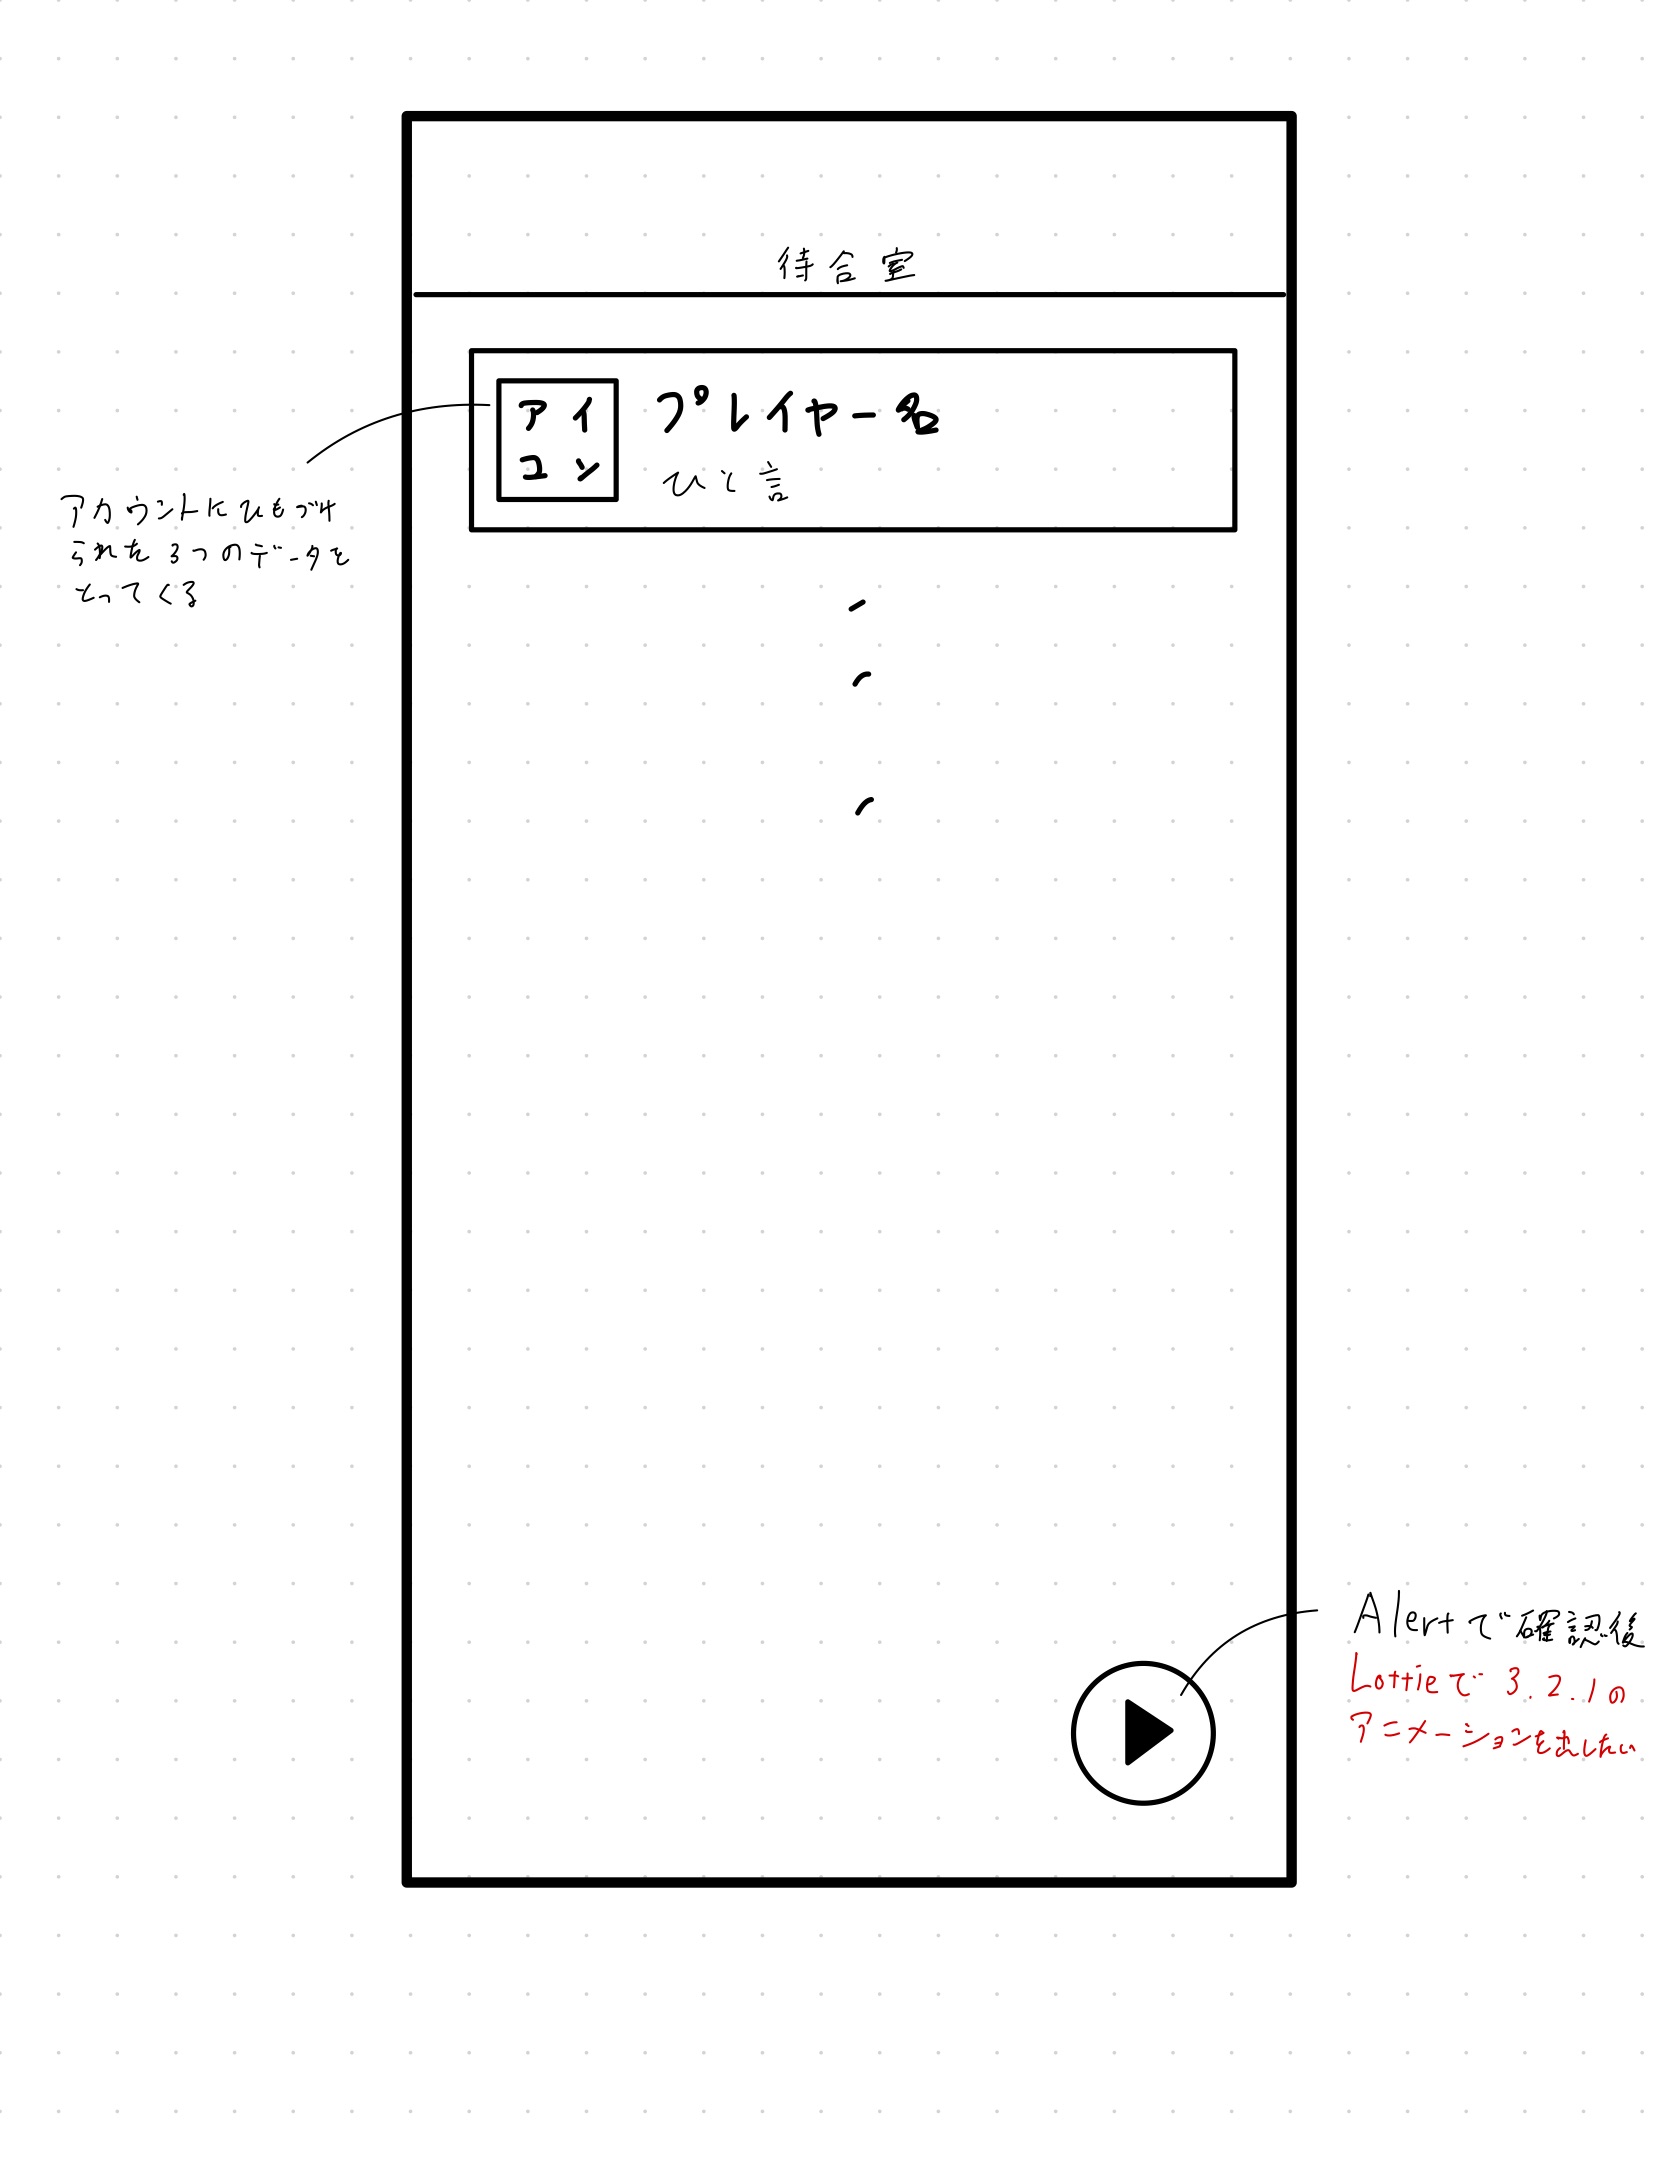 待合室
アイ
コン
プレイヤー名
ひと言
アカウントにひもづけ
られた3つのデータを
とってくる
Alertで確認後
Lottieで 3.2.1の
アニメーションを出したい